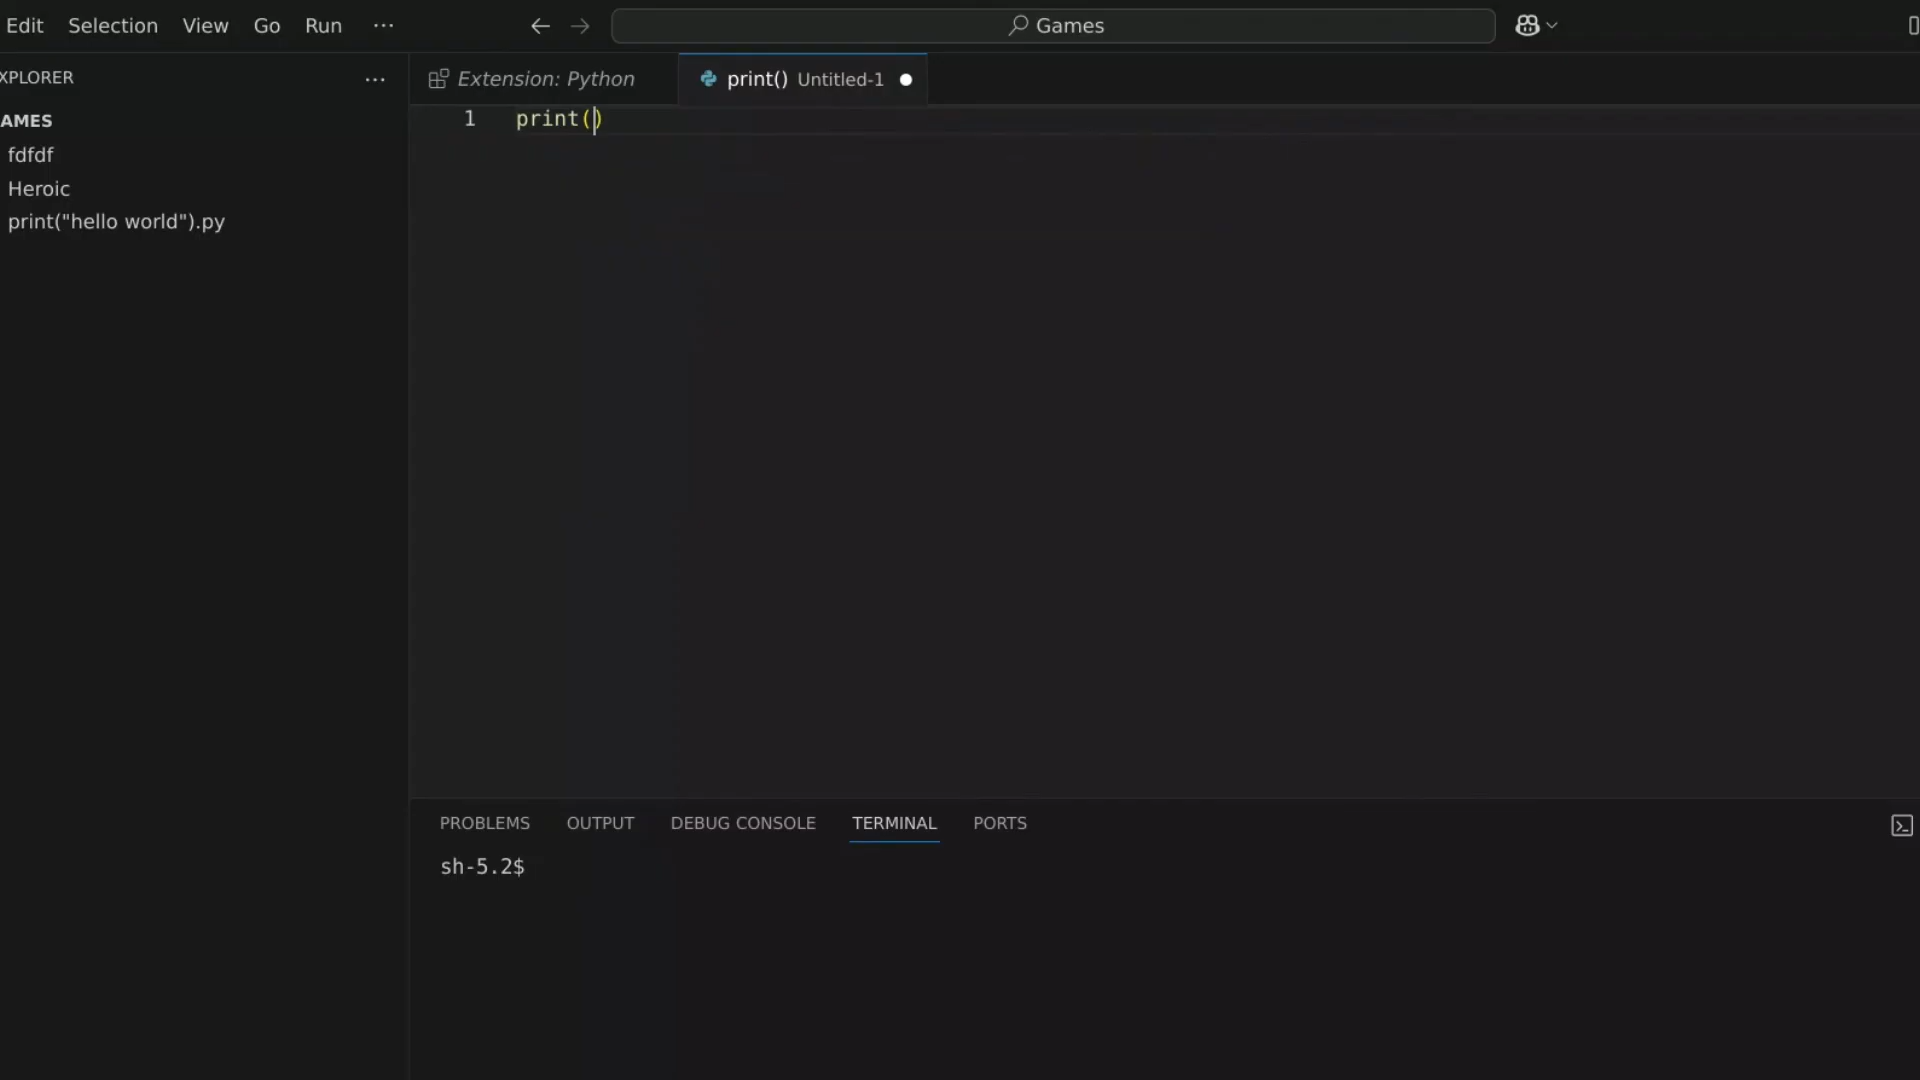 Edit Selection View Go Run ...
Games
XPLORER ...
Extension: Python
print() Untitled-1
AMES
fdfdf
Heroic
print("hello world").py
1 print()
PROBLEMS OUTPUT DEBUG CONSOLE TERMINAL PORTS
sh-5.2$